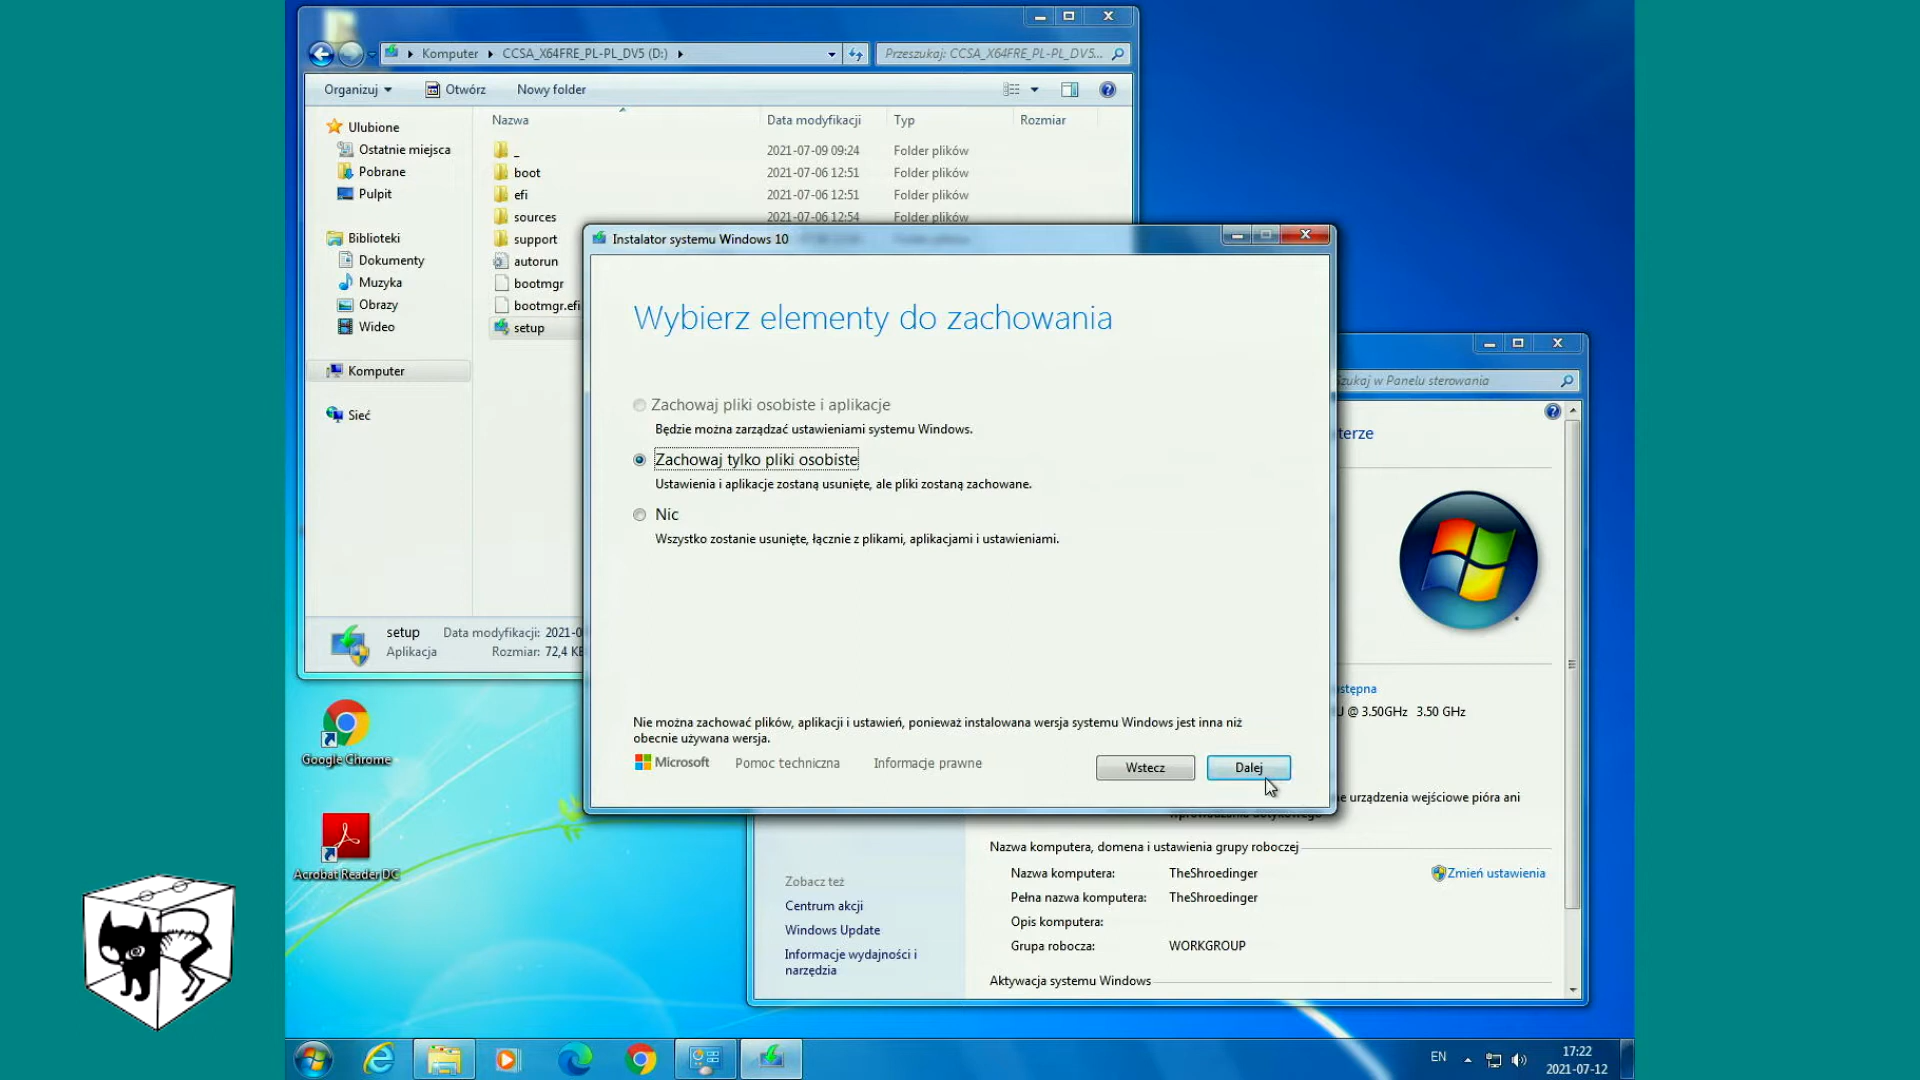 Komputer
CCSA_X64FRE_PL-PL_DV5 (D:)
Przeszukaj: CCSA_X64FRE_PL-PL_DV5...
Organizuj
Otwórz
Nowy folder
Ulubione
Ostatnie miejsca
Pobrane
Pulpit
Biblioteki
Dokumenty
Muzyka
Obrazy
Wideo
Komputer
Sieć
Nazwa
Data modyfikacji
Typ
Rozmiar
_
2021-07-09 09:24
Folder plików
boot
2021-07-06 12:51
Folder plików
efi
2021-07-06 12:51
Folder plików
sources
2021-07-06 12:54
Folder plików
support
autorun
bootmgr
bootmgr.efi
setup
setup
Data modyfikacji: 2021-0
Aplikacja
Rozmiar: 72,4 KB
Instalator systemu Windows 10
Wybierz elementy do zachowania
Zachowaj pliki osobiste i aplikacje
Będzie można zarządzać ustawieniami systemu Windows.
Zachowaj tylko pliki osobiste
Ustawienia i aplikacje zostaną usunięte, ale pliki zostaną zachowane.
Nic
Wszystko zostanie usunięte, łącznie z plikami, aplikacjami i ustawieniami.
Nie można zachować plików, aplikacji i ustawień, ponieważ instalowana wersja systemu Windows jest inna niż
obecnie używana wersja.
Microsoft
Pomoc techniczna
Informacje prawne
Wstecz
Dalej
zukaj w Panelu sterowania
terze
stępna
U @ 3.50GHz 3.50 GHz
ne urządzenia wejściowe pióra ani
Nazwa komputera, domena i ustawienia grupy roboczej
Nazwa komputera:
TheShroedinger
Zmień ustawienia
Pełna nazwa komputera:
TheShroedinger
Opis komputera:
Grupa robocza:
WORKGROUP
Aktywacja systemu Windows
Zobacz też
Centrum akcji
Windows Update
Informacje wydajności i
narzędzia
Google Chrome
Acrobat Reader DC
EN
17:22
2021-07-12